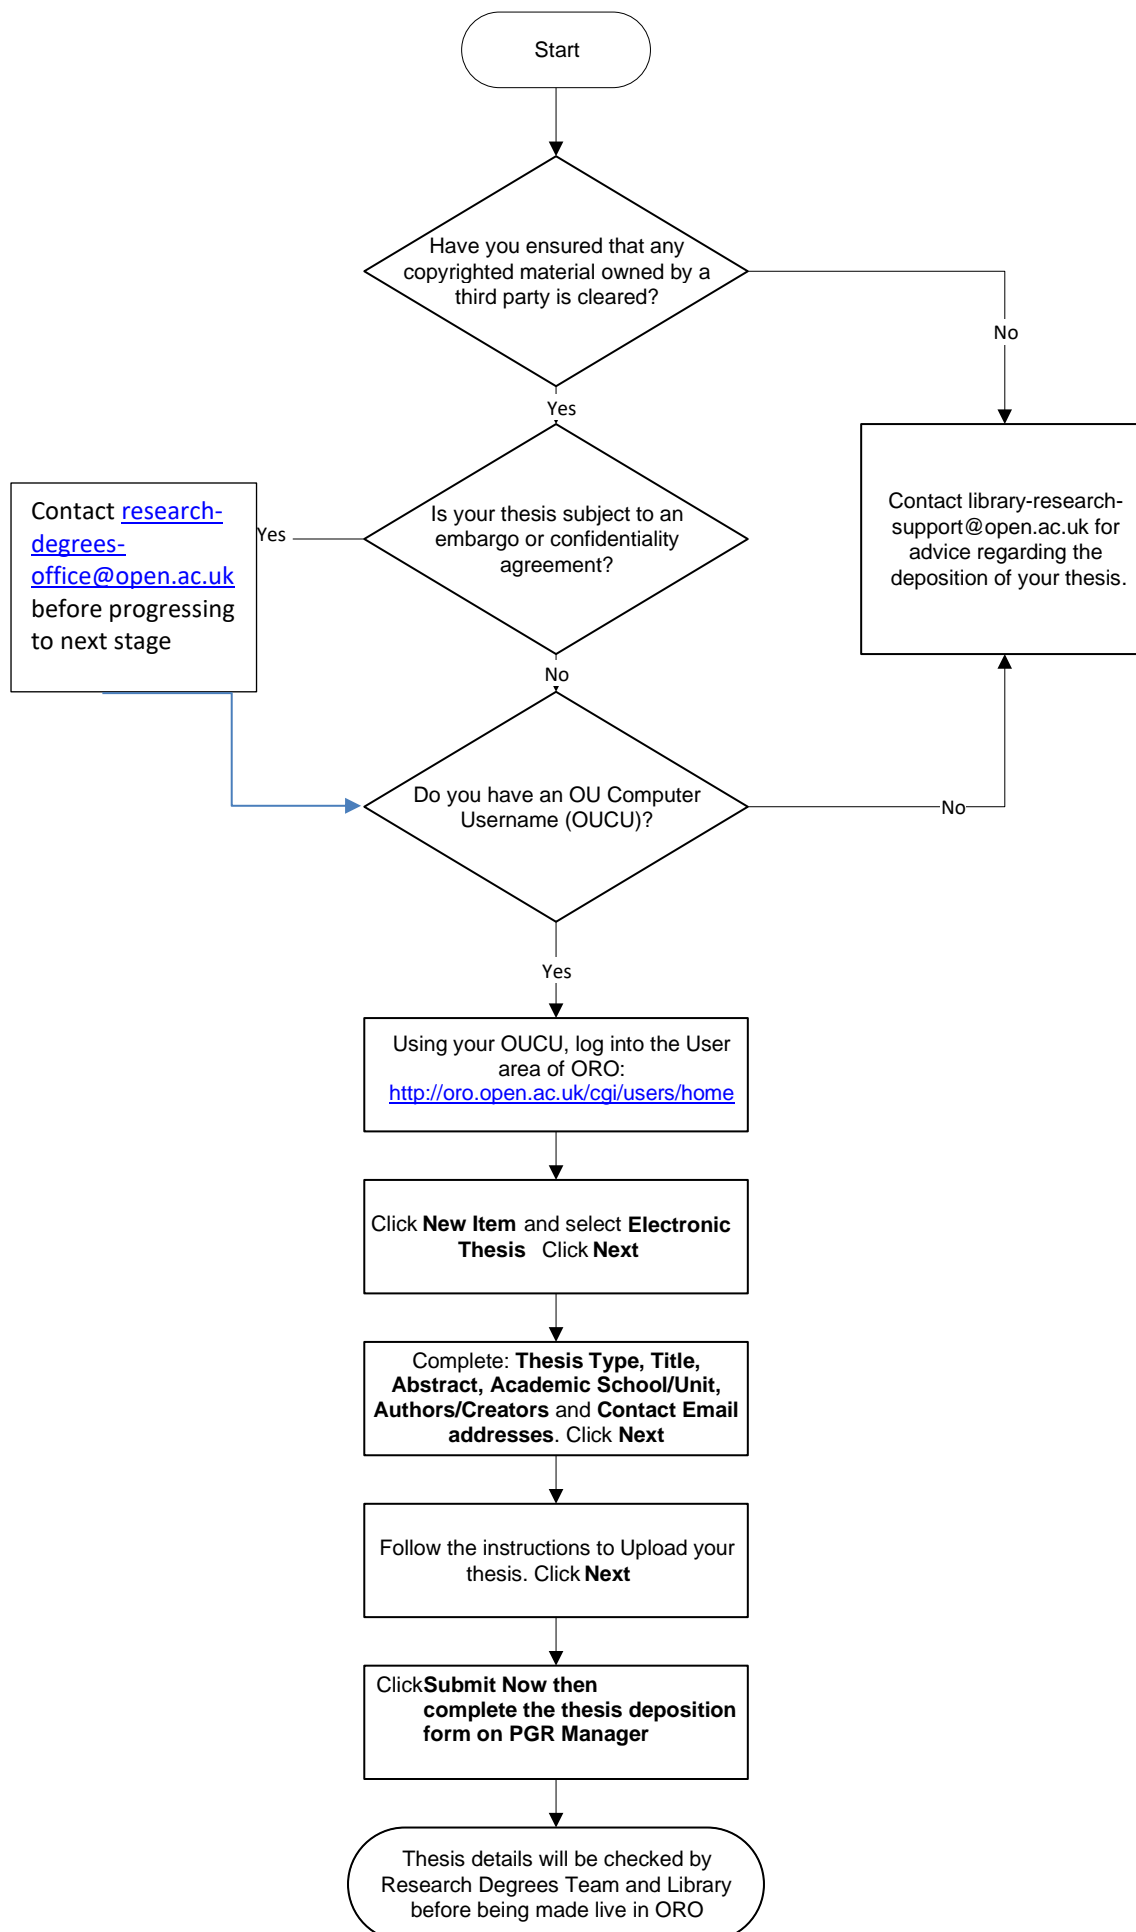 Start
Have you ensured that any
copyrighted material owned by a
third party is cleared?
No
Yes
Contact research-
degrees-
office@open.ac.uk
before progressing
to next stage
Yes
Is your thesis subject to an
embargo or confidentiality
agreement?
Contact library-research-
support@open.ac.uk for
advice regarding the
deposition of your thesis.
No
Do you have an OU Computer
Username (OUCU)?
No
Yes
Using your OUCU, log into the User
area of ORO:
http://oro.open.ac.uk/cgi/users/home
Click New Item and select Electronic
Thesis Click Next
Complete: Thesis Type, Title,
Abstract, Academic School/Unit,
Authors/Creators and Contact Email
addresses. Click Next
Follow the instructions to Upload your
thesis. Click Next
Click Submit Now then
complete the thesis deposition
form on PGR Manager
Thesis details will be checked by
Research Degrees Team and Library
before being made live in ORO